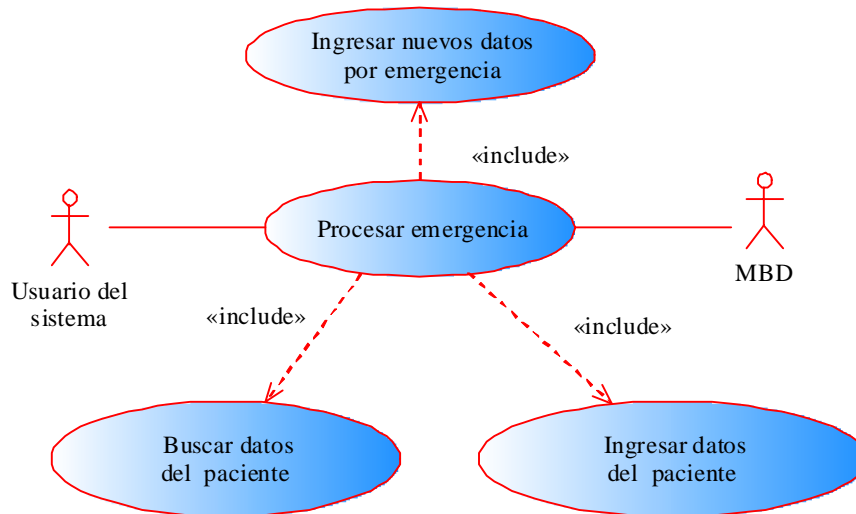 Ingresar nuevos datos
por emergencia
«include»
Procesar emergencia
Usuario del
sistema
MBD
«include»
«include»
Buscar datos
del paciente
Ingresar datos
del paciente